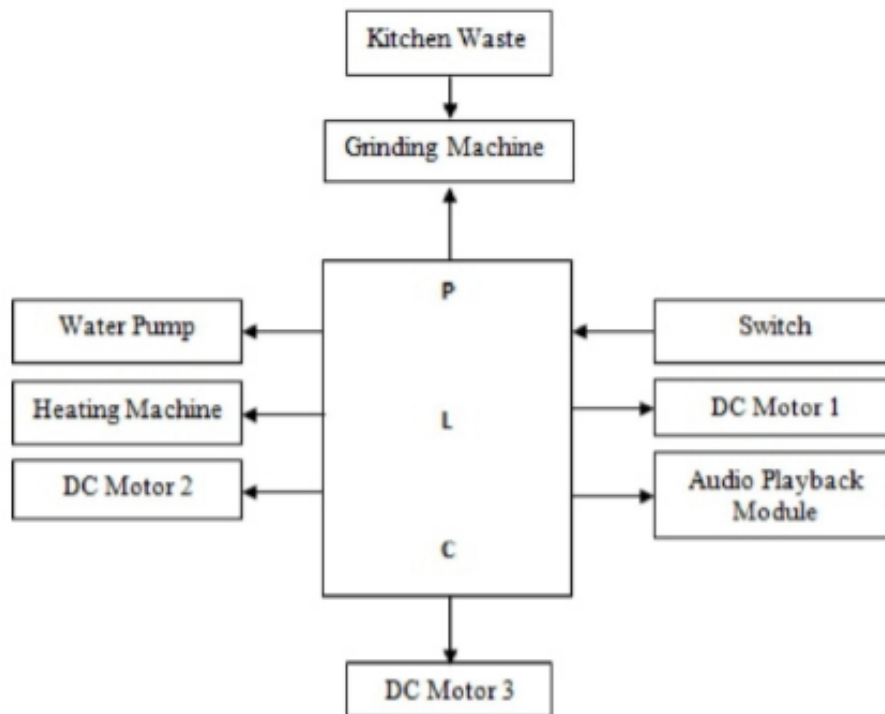 Kitchen Waste
Grinding Machine
P
Water Pump
Switch
Heating Machine
L
DC Motor 1
DC Motor 2
Audio Playback
Module
C
DC Motor 3